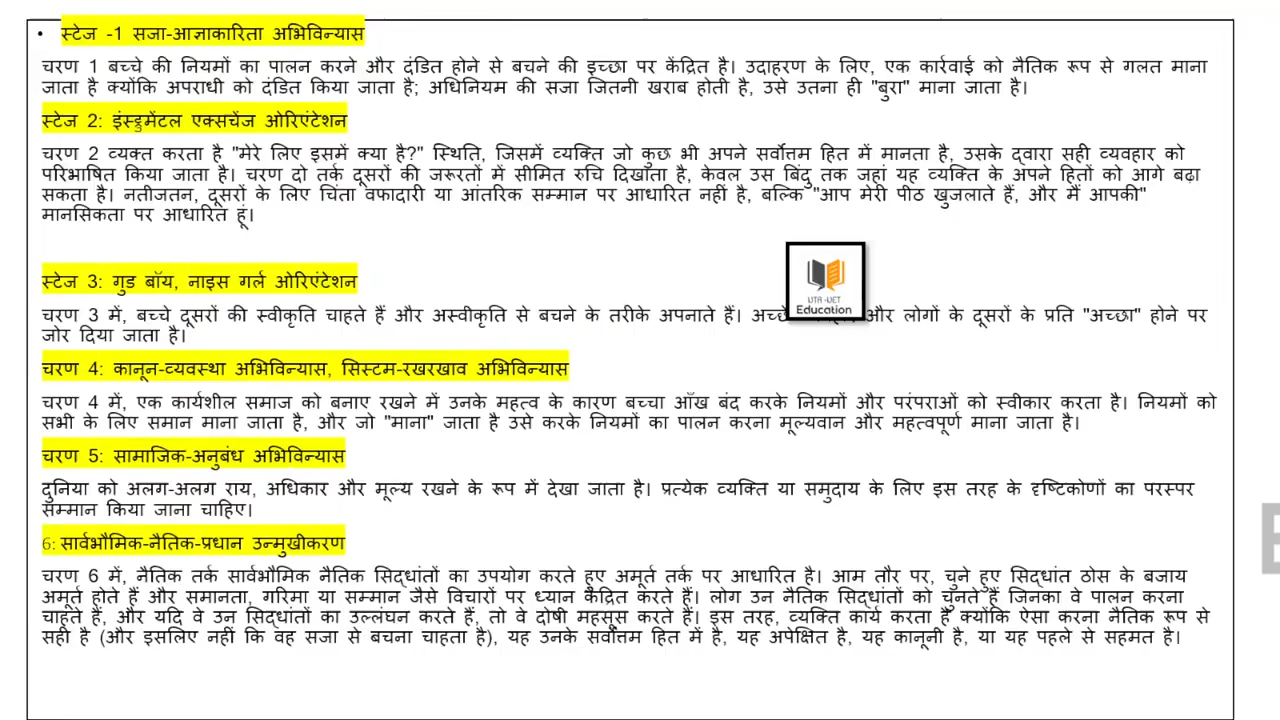 • स्टेज -1 सजा-आज्ञाकारिता अभिविन्यास
चरण 1 बच्चे की नियमों का पालन करने और दंडित होने से बचने की इच्छा पर केंद्रित है। उदाहरण के लिए, एक कार्रवाई को नैतिक रूप से गलत माना
जाता है क्योंकि अपराधी को दंडित किया जाता है; अधिनियम की सजा जितनी खराब होती है, उसे उतना ही "बुरा" माना जाता है।
स्टेज 2: इंस्ट्रुमेंटल एक्सचेंज ओरिएंटेशन
चरण 2 व्यक्त करता है "मेरे लिए इसमें क्या है?" स्थिति, जिसमें व्यक्ति जो कुछ भी अपने सर्वोत्तम हित में मानता है, उसके द्वारा सही व्यवहार को
परिभाषित किया जाता है। चरण दो तर्क दूसरों की जरूरतों में सीमित रुचि दिखाता है, केवल उस बिंदु तक जहां यह व्यक्ति के अपने हितों को आगे बढ़ा
सकता है। नतीजतन, दूसरों के लिए चिंता वफादारी या आंतरिक सम्मान पर आधारित नहीं है, बल्कि "आप मेरी पीठ खुजलाते हैं, और मैं आपकी"
मानसिकता पर आधारित हूं।
स्टेज 3: गुड बॉय, नाइस गर्ल ओरिएंटेशन
चरण 3 में, बच्चे दूसरों की स्वीकृति चाहते हैं और अस्वीकृति से बचने के तरीके अपनाते हैं। और लोगों के दूसरों के प्रति "अच्छा" होने पर
जोर दिया जाता है।
UTA -NET
Education
चरण 4: कानून-व्यवस्था अभिविन्यास, सिस्टम-रखरखाव अभिविन्यास
चरण 4 में, एक कार्यशील समाज को बनाए रखने में उनके महत्व के कारण बच्चा आँख बंद करके नियमों और परंपराओं को स्वीकार करता है। नियमों को
सभी के लिए समान माना जाता है, और जो "माना" जाता है उसे करके नियमों का पालन करना मूल्यवान और महत्वपूर्ण माना जाता है।
चरण 5: सामाजिक-अनुबंध अभिविन्यास
दुनिया को अलग-अलग राय, अधिकार और मूल्य रखने के रूप में देखा जाता है। प्रत्येक व्यक्ति या समुदाय के लिए इस तरह के दृष्टिकोणों का परस्पर
सम्मान किया जाना चाहिए।
6: सार्वभौमिक-नैतिक-प्रधान उन्मुखीकरण
चरण 6 में, नैतिक तर्क सार्वभौमिक नैतिक सिद्धांतों का उपयोग करते हुए अमूर्त तर्क पर आधारित है। आम तौर पर, चुने हुए सिद्धांत ठोस के बजाय
अमूर्त होते हैं और समानता, गरिमा या सम्मान जैसे विचारों पर ध्यान केंद्रित करते हैं। लोग उन नैतिक सिद्धांतों को चुनते हैं जिनका वे पालन करना
चाहते हैं, और यदि वे उन सिद्धांतों का उल्लंघन करते हैं, तो वे दोषी महसूस करते हैं। इस तरह, व्यक्ति कार्य करता है क्योंकि ऐसा करना नैतिक रूप से
सही है (और इसलिए नहीं कि वह सजा से बचना चाहता है), यह उनके सर्वोत्तम हित में है, यह अपेक्षित है, यह कानूनी है, या यह पहले से सहमत है।